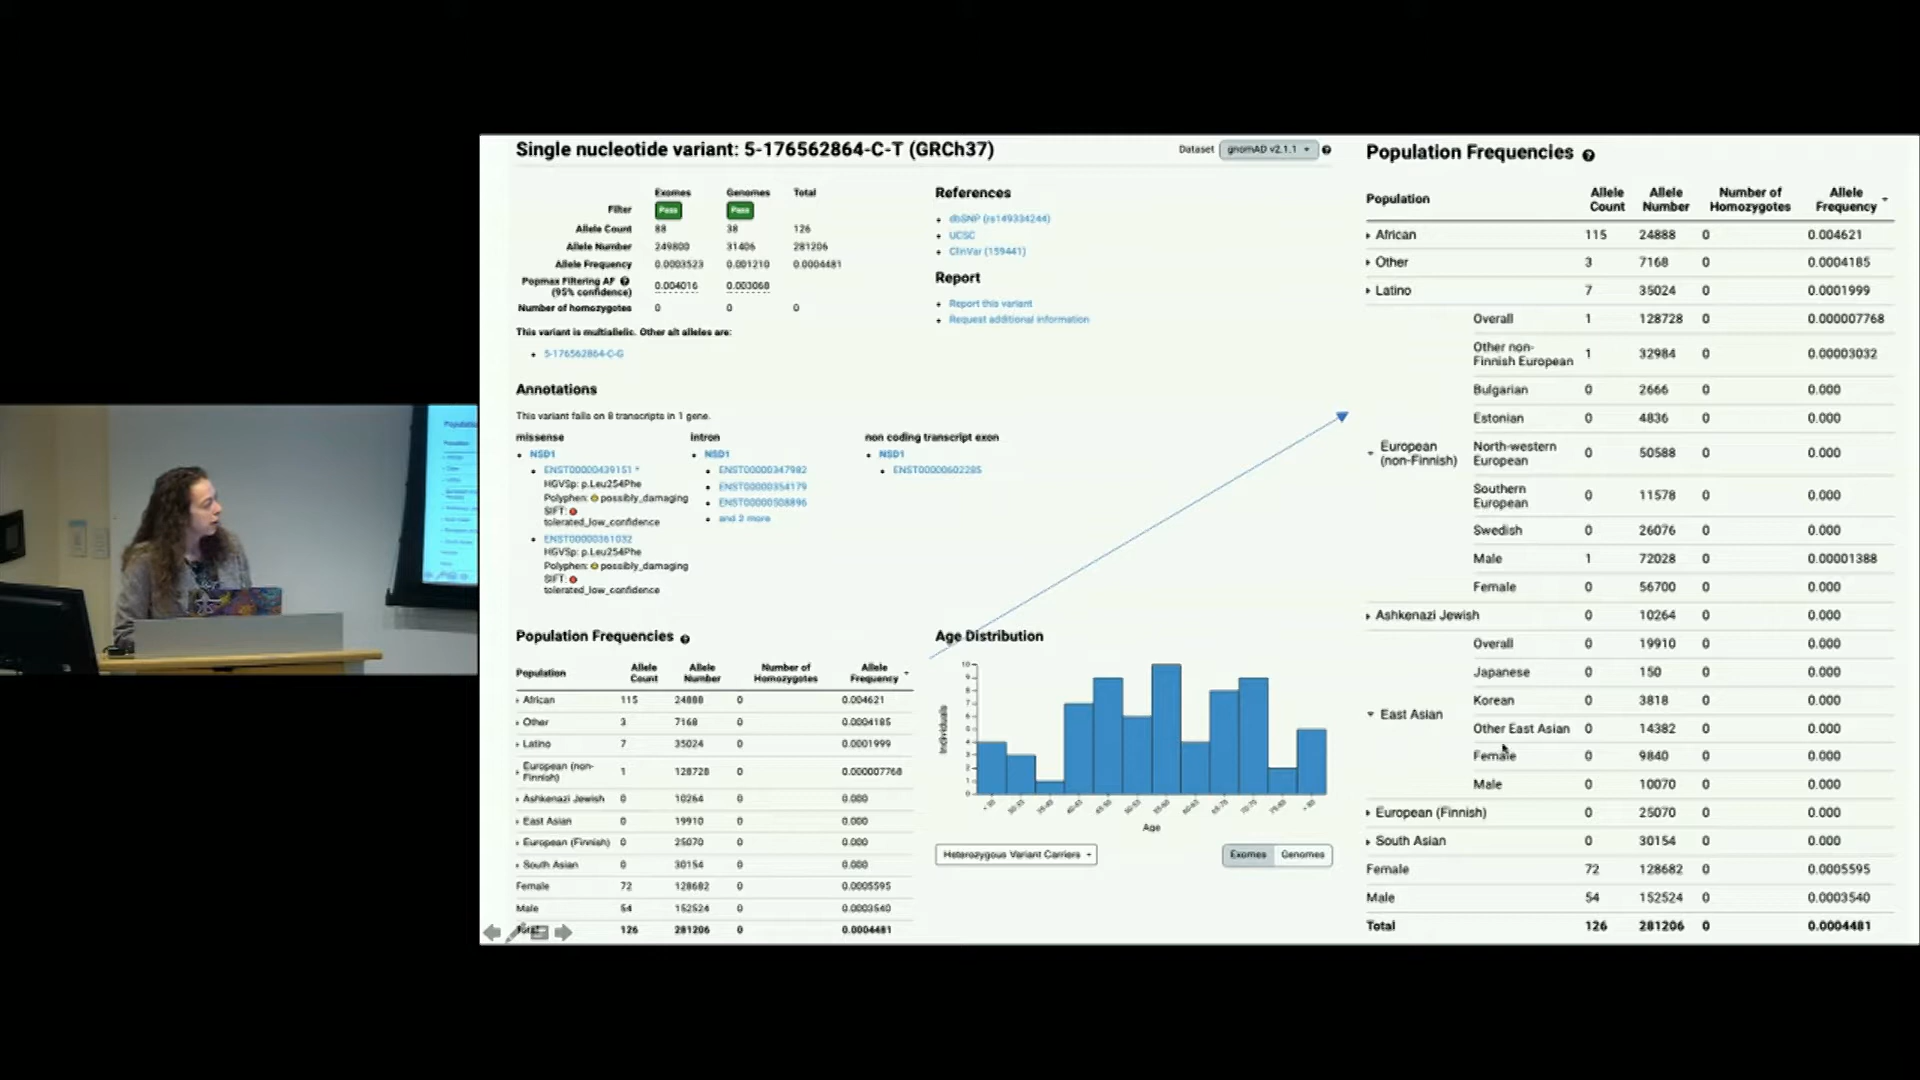 Single nucleotide variant: 5-176562864-C-T (GRCh37)
Dataset gnomAD v2.1.1
Exomes Genomes Total
Filter Pass Pass
Allele Count 88 38 126
Allele Number 249800 31406 281206
Allele Frequency 0.0003523 0.001210 0.0004481
Popmax Filtering AF
(95% confidence) 0.004016 0.003068
Number of homozygotes 0 0 0
This variant is multiallelic. Other alt alleles are:
5-176562864-C-G
References
dbSNP (rs149334244)
UCSC
ClinVar (159441)
Report
Report this variant
Request additional information
Annotations
This variant falls on 8 transcripts in 1 gene.
missense
NSD1
ENST00000439151 *
HGVSp: p.Leu254Phe
Polyphen: possibly_damaging
SIFT:
tolerated_low_confidence
ENST00000361032
HGVSp: p.Leu254Phe
Polyphen: possibly_damaging
SIFT:
tolerated_low_confidence
intron
NSD1
ENST00000347982
ENST00000354179
ENST00000508896
and 2 more
non coding transcript exon
NSD1
ENST00000602285
Population Frequencies
Population Allele Count Allele Number Number of Homozygotes Allele Frequency
African 115 24888 0 0.004621
Other 3 7168 0 0.0004185
Latino 7 35024 0 0.0001999
European (non-Finnish) 1 128728 0 0.000007768
Ashkenazi Jewish 0 10264 0 0.000
East Asian 0 19910 0 0.000
European (Finnish) 0 25070 0 0.000
South Asian 0 30154 0 0.000
Female 72 128682 0 0.0005595
Male 54 152524 0 0.0003540
Total 126 281206 0 0.0004481
Age Distribution
Individuals
10
9
8
7
6
5
4
3
2
1
0
Age
Heterozygous Variant Carriers
Exomes Genomes
Population Frequencies
Population Allele Count Allele Number Number of Homozygotes Allele Frequency
African 115 24888 0 0.004621
Other 3 7168 0 0.0004185
Latino 7 35024 0 0.0001999
European (non-Finnish)
Overall 1 128728 0 0.000007768
Other non-Finnish European 1 32984 0 0.00003032
Bulgarian 0 2666 0 0.000
Estonian 0 4836 0 0.000
North-western European 0 50588 0 0.000
Southern European 0 11578 0 0.000
Swedish 0 26076 0 0.000
Male 1 72028 0 0.00001388
Female 0 56700 0 0.000
Ashkenazi Jewish 0 10264 0 0.000
East Asian
Overall 0 19910 0 0.000
Japanese 0 150 0 0.000
Korean 0 3818 0 0.000
Other East Asian 0 14382 0 0.000
Female 0 9840 0 0.000
Male 0 10070 0 0.000
European (Finnish) 0 25070 0 0.000
South Asian 0 30154 0 0.000
Female 72 128682 0 0.0005595
Male 54 152524 0 0.0003540
Total 126 281206 0 0.0004481